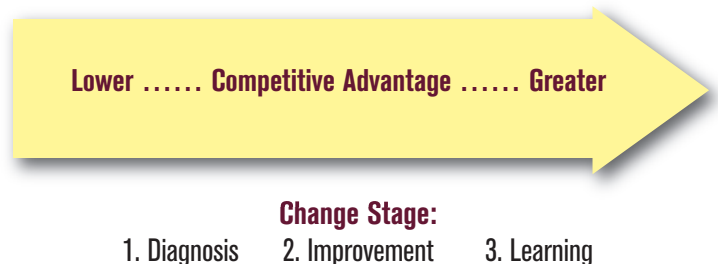 Lower ...... Competitive Advantage ...... Greater
Change Stage:
1. Diagnosis 2. Improvement 3. Learning